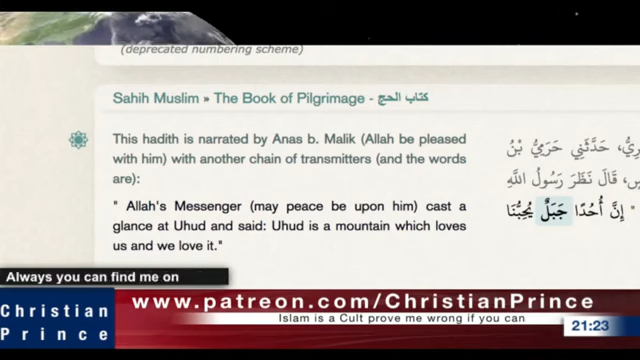 (deprecated numbering scheme)
Sahih Muslim » The Book of Pilgrimage - كتاب الحج
This hadith is narrated by Anas b. Malik (Allah be pleased
with him) with another chain of transmitters (and the words
are):
" Allah's Messenger (may peace be upon him) cast a
glance at Uhud and said: Uhud is a mountain which loves
us and we love it."
حَدَّثَنِي حَرَمِيُّ بْنُ
قَالَ نَظَرَ رَسُولُ اللَّهِ
" إِنَّ أُحُدًا جَبَلٌ يُحِبُّنَا
Always you can find me on
Christian
Prince
www.patreon.com/ChristianPrince
Islam is a Cult prove me wrong if you can
21:23